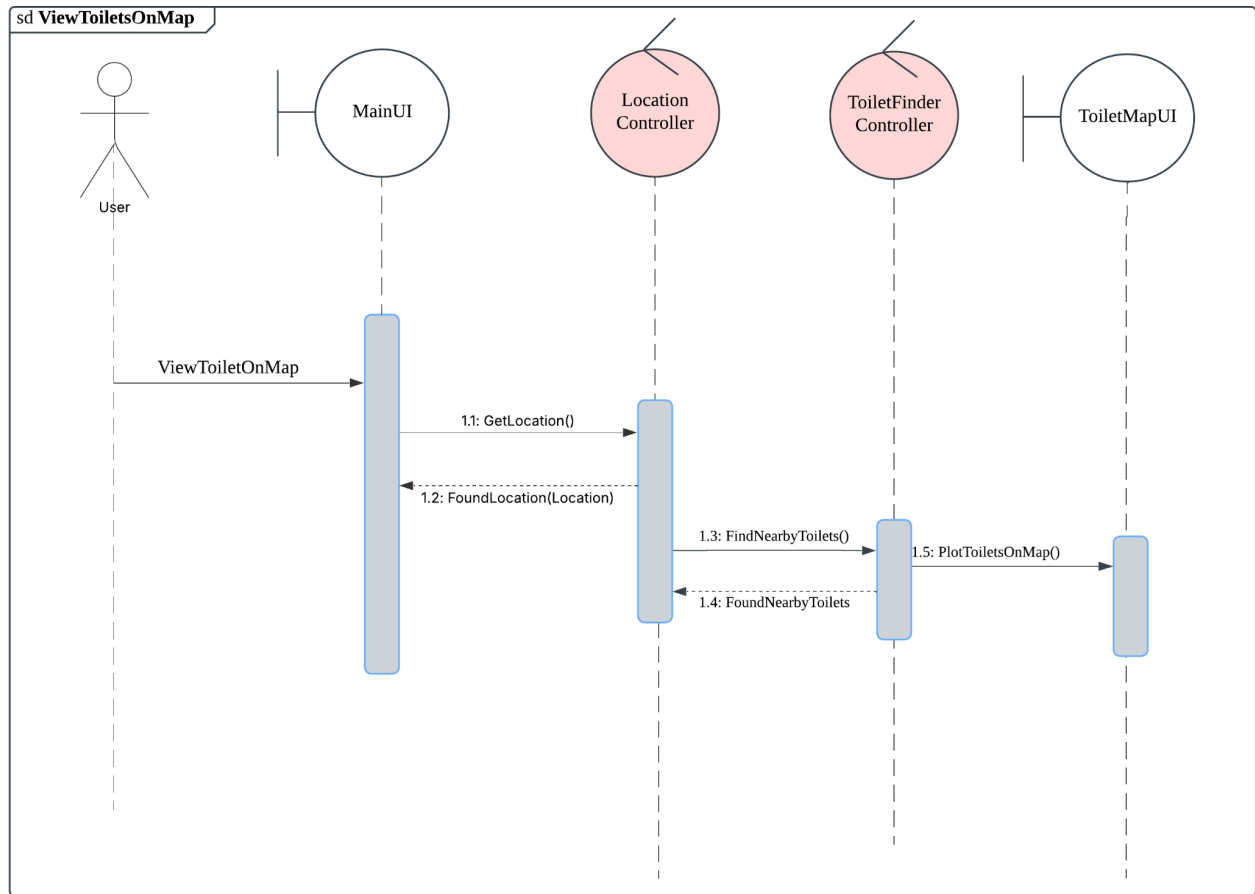 sd ViewToiletsOnMap
MainUI
Location
Controller
ToiletFinder
Controller
ToiletMapUI
User
ViewToiletOnMap
1.1: GetLocation()
1.2: FoundLocation(Location)
1.3: FindNearbyToilets()
1.5: PlotToiletsOnMap()
1.4: FoundNearbyToilets